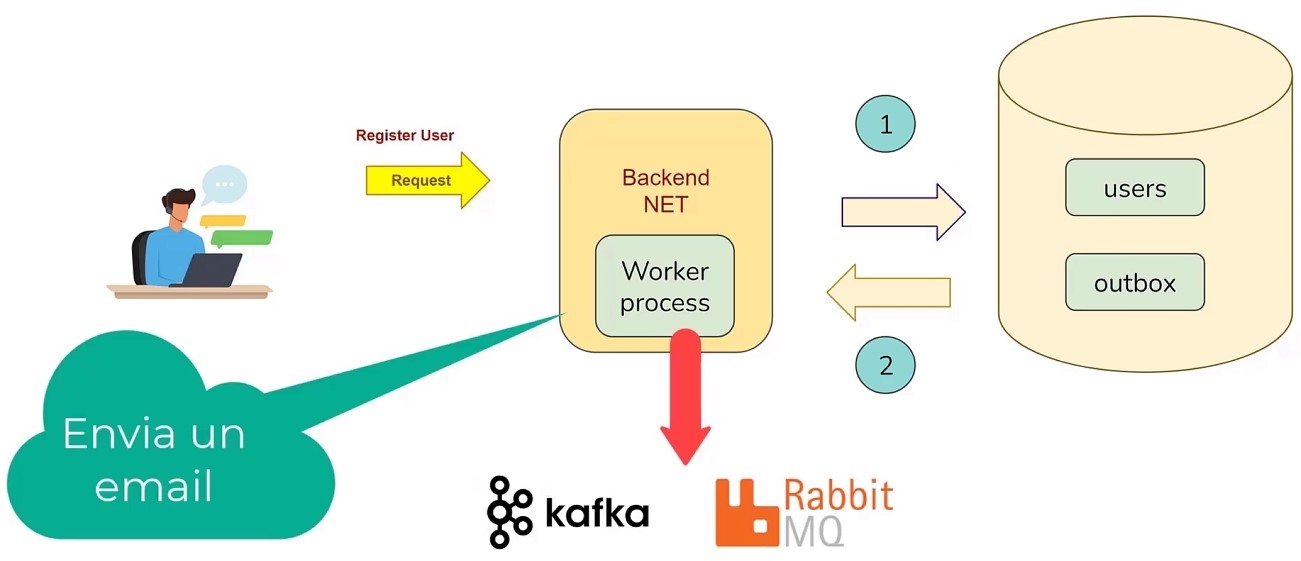 Register User
Request
Backend
NET
Worker
process
1
2
users
outbox
Envia un
email
kafka
Rabbit
MQ